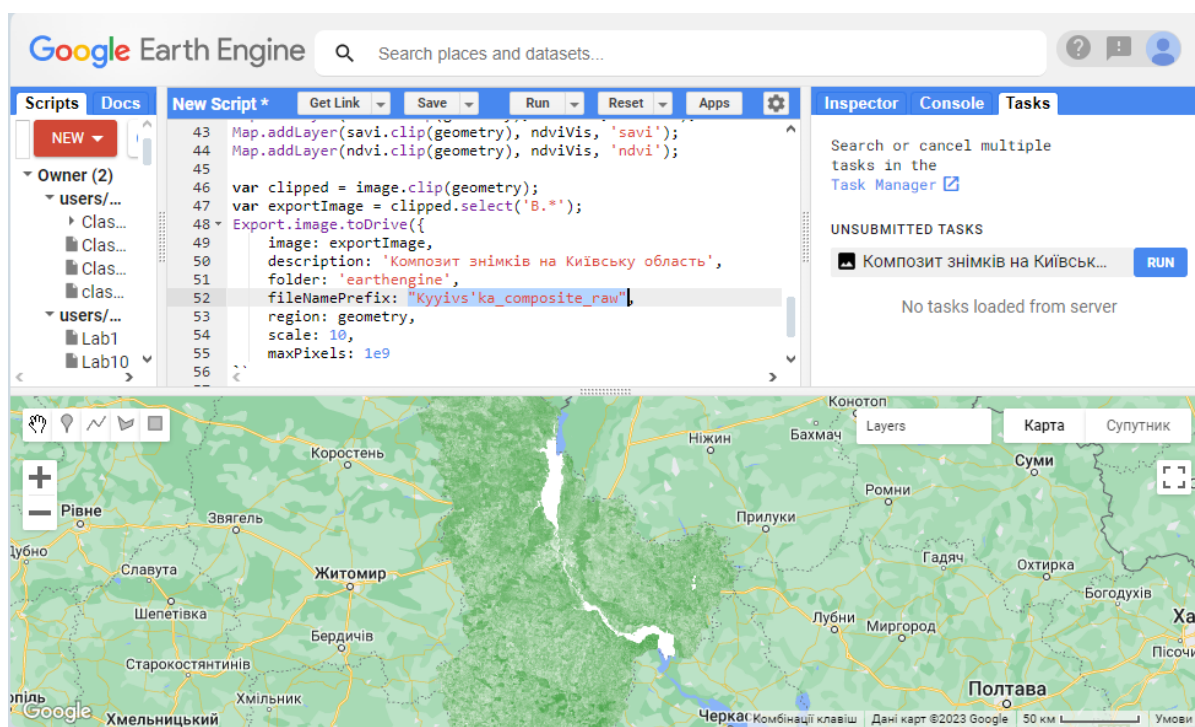 Google Earth Engine
Search places and datasets...
Scripts Docs
NEW
Owner (2)
users/...
Clas...
Clas...
Clas...
clas...
users/...
Lab1
Lab10
New Script * Get Link Save Run Reset Apps
43 Map.addLayer(savi.clip(geometry), ndviVis, 'savi');
44 Map.addLayer(ndvi.clip(geometry), ndviVis, 'ndvi');
45
46 var clipped = image.clip(geometry);
47 var exportImage = clipped.select('B.*');
48 Export.image.toDrive({
49 image: exportImage,
50 description: 'Композит знімків на Київську область',
51 folder: 'earthengine',
52 fileNamePrefix: "Kyyivs'ka_composite_raw",
53 region: geometry,
54 scale: 10,
55 maxPixels: 1e9
56
Inspector Console Tasks
Search or cancel multiple
tasks in the
Task Manager
UNSUBMITTED TASKS
Композит знімків на Київськ... RUN
No tasks loaded from server
Layers
Карта Супутник
Конотоп
Бахмач
Ніжин
Коростень
Суми
Ромни
Рівне
Звягель
Прилуки
Дубно
Славута
Житомир
Гадяч
Охтирка
Богодухів
Шепетівка
Лубни
Миргород
Ха
Бердичів
Пісочи
Старокостянтинів
опіль
Хмільник
Полтава
Google
Хмельницький
Черкас
Комбінації клавіш Дані карт ©2023 Google 50 км Умови